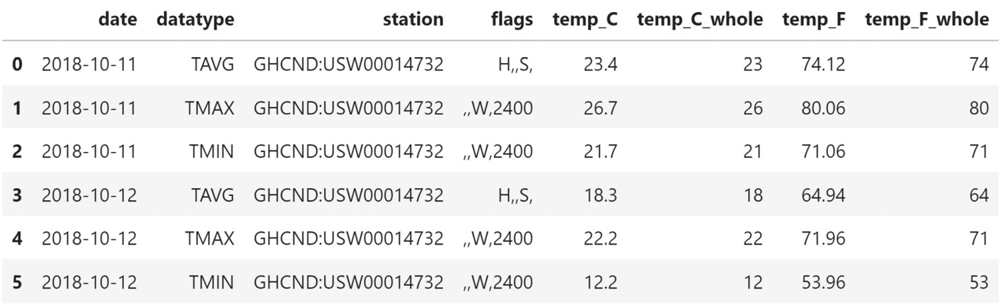 date datatype station flags temp_C temp_C_whole temp_F temp_F_whole
0 2018-10-11 TAVG GHCND:USW00014732 H,,S, 23.4 23 74.12 74
1 2018-10-11 TMAX GHCND:USW00014732 ,,W,2400 26.7 26 80.06 80
2 2018-10-11 TMIN GHCND:USW00014732 ,,W,2400 21.7 21 71.06 71
3 2018-10-12 TAVG GHCND:USW00014732 H,,S, 18.3 18 64.94 64
4 2018-10-12 TMAX GHCND:USW00014732 ,,W,2400 22.2 22 71.96 71
5 2018-10-12 TMIN GHCND:USW00014732 ,,W,2400 12.2 12 53.96 53